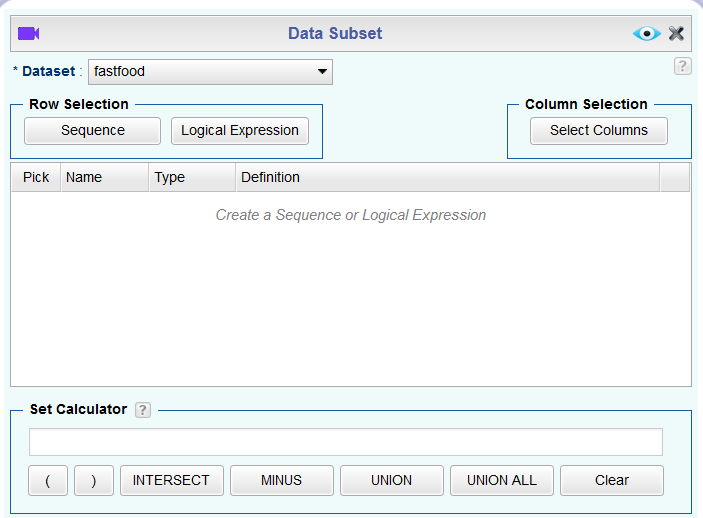 Data Subset
* Dataset : fastfood ?
Row Selection Column Selection
Sequence Logical Expression Select Columns
Pick Name Type Definition
Create a Sequence or Logical Expression
Set Calculator ?
( ) INTERSECT MINUS UNION UNION ALL Clear